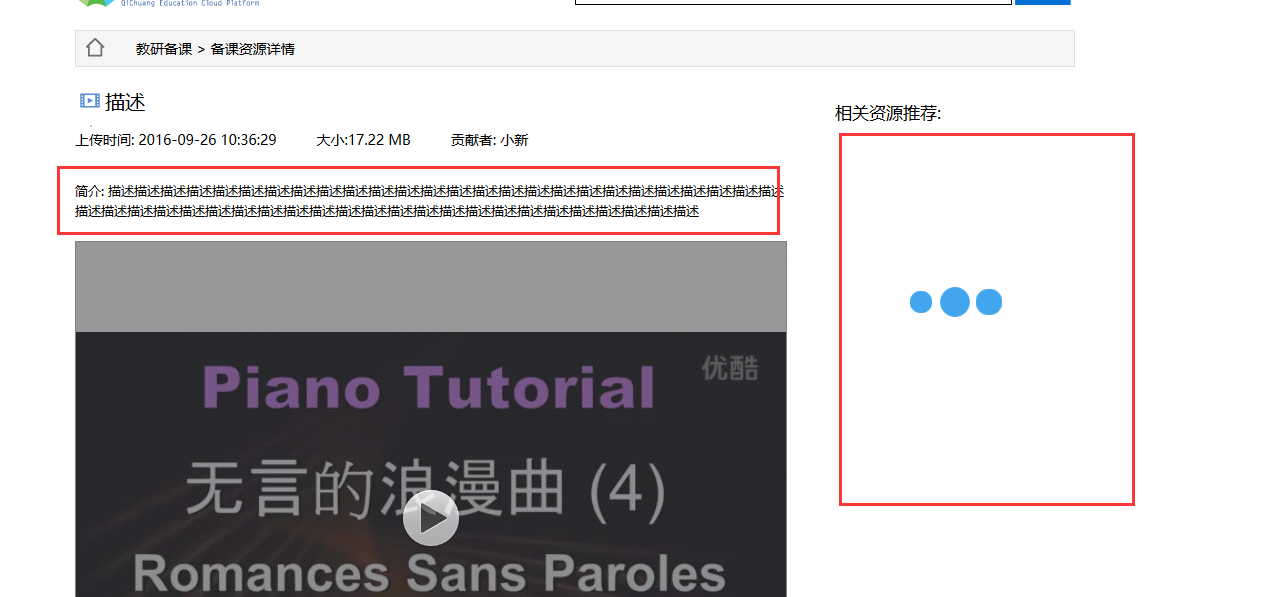 QiChuang Education Cloud Platform
教研备课 > 备课资源详情
描述
上传时间: 2016-09-26 10:36:29 大小:17.22 MB 贡献者: 小新
简介: 描述描述描述描述描述描述描述描述描述描述描述描述描述描述描述描述描述描述描述描述描述描述描述描述描述描述
描述描述描述描述描述描述描述描述描述描述描述描述描述描述描述描述描述描述描述描述描述描述描述描述
优酷
Piano Tutorial
无言的浪漫曲 (4)
Romances Sans Paroles
相关资源推荐: